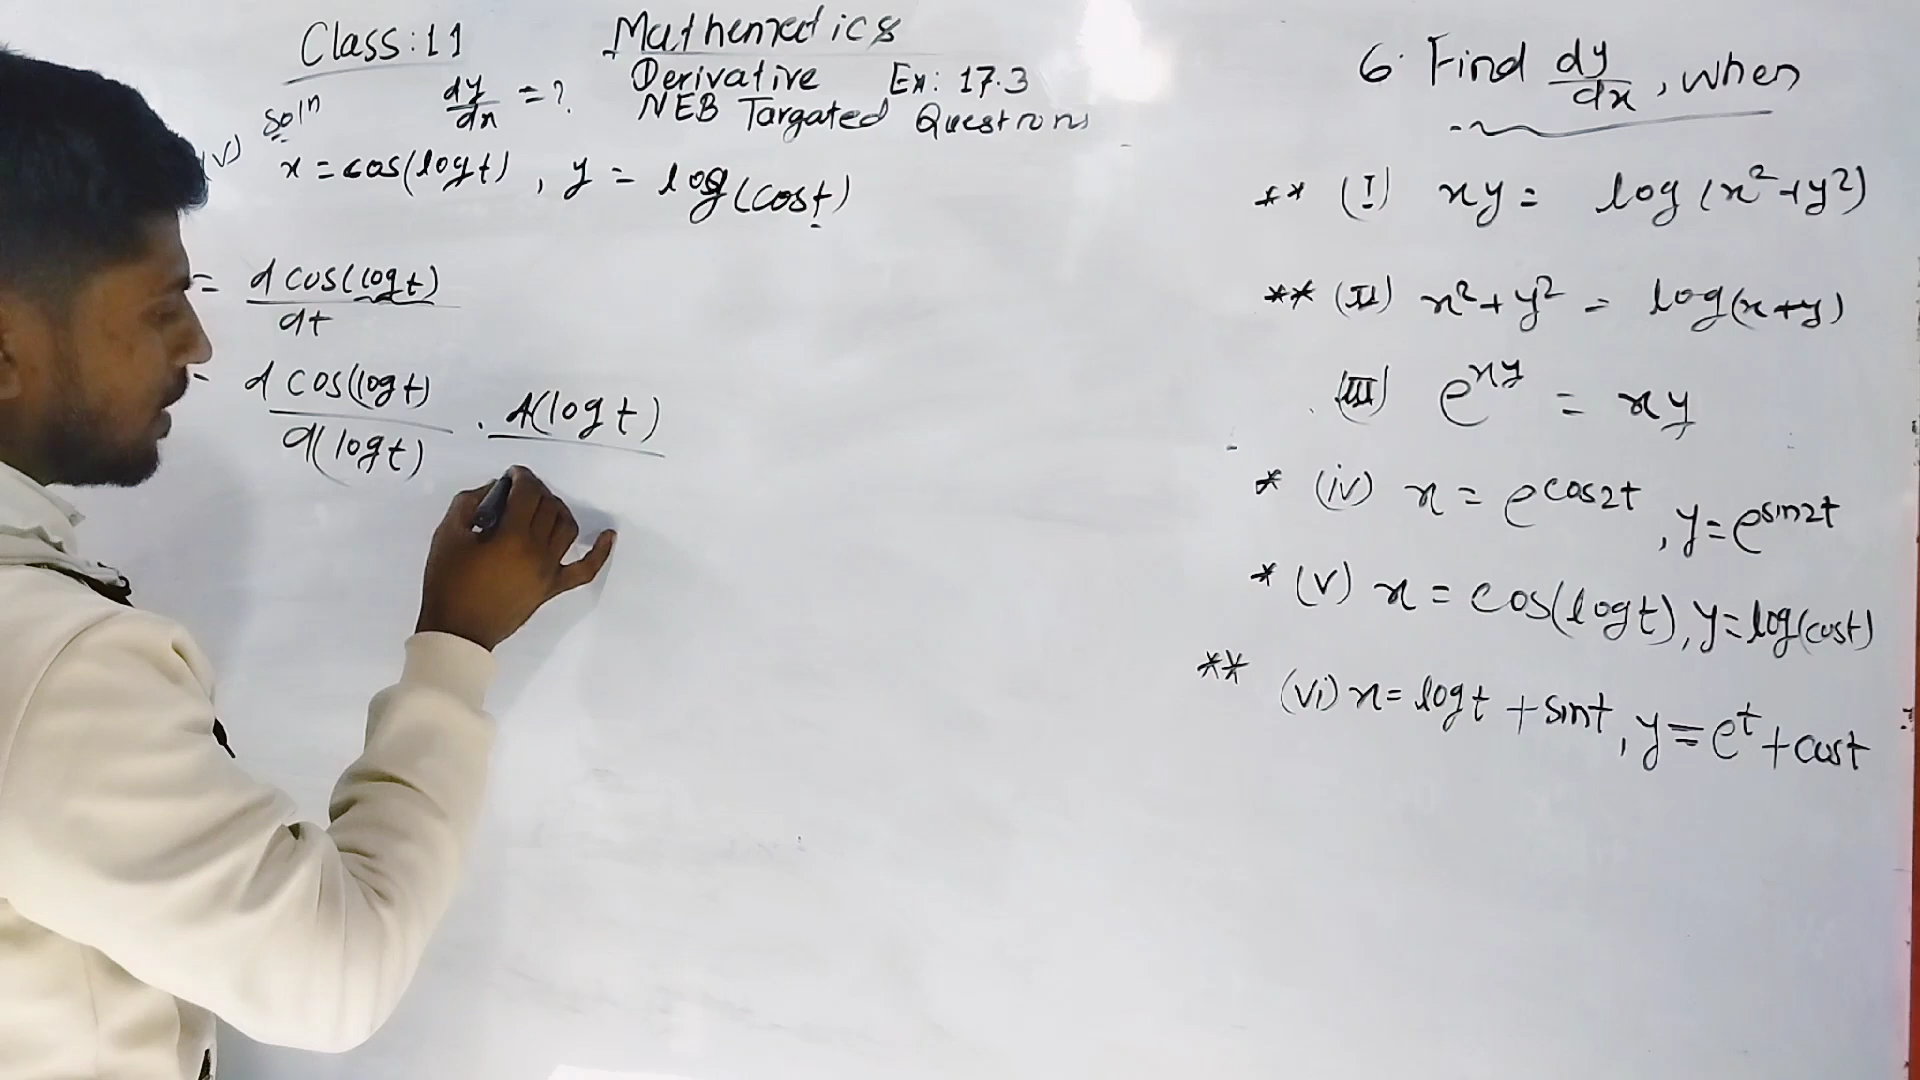 Class:11
Mathematics
Derivative Ex: 17.3
NEB Targated Questions
Soln
dy/dx = ?
(v)
x = cos(logt), y = log(cost)
= d cos(logt)/dt
= d cos(logt)/d(logt) . d(logt)
6. Find dy/dx, when
** (I) xy = log(x²+y²)
** (II) x²+y² = log(x+y)
(III) e^xy = xy
* (iv) x = e^cos2t, y = e^sin2t
* (v) x = cos(logt), y = log(cost)
** (vi) x = logt + sint, y = e^t + cost